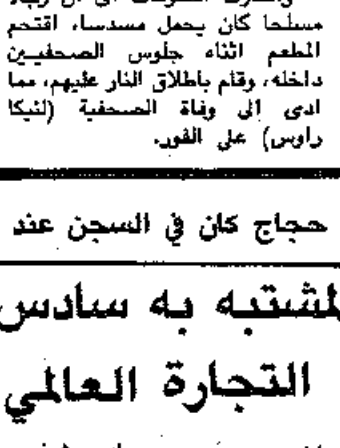 مسلحا كان يحمل مسدسا، اقتحم
المطعم اثناء جلوس الصحفيين
داخله، وقام باطلاق النار عليهم، مما
ادى الى وفاة الصحفية (لنيكا
راوس) على الفور.
حجاج كان في السجن عند
لمشتبه به سادس
التجارة العالمي